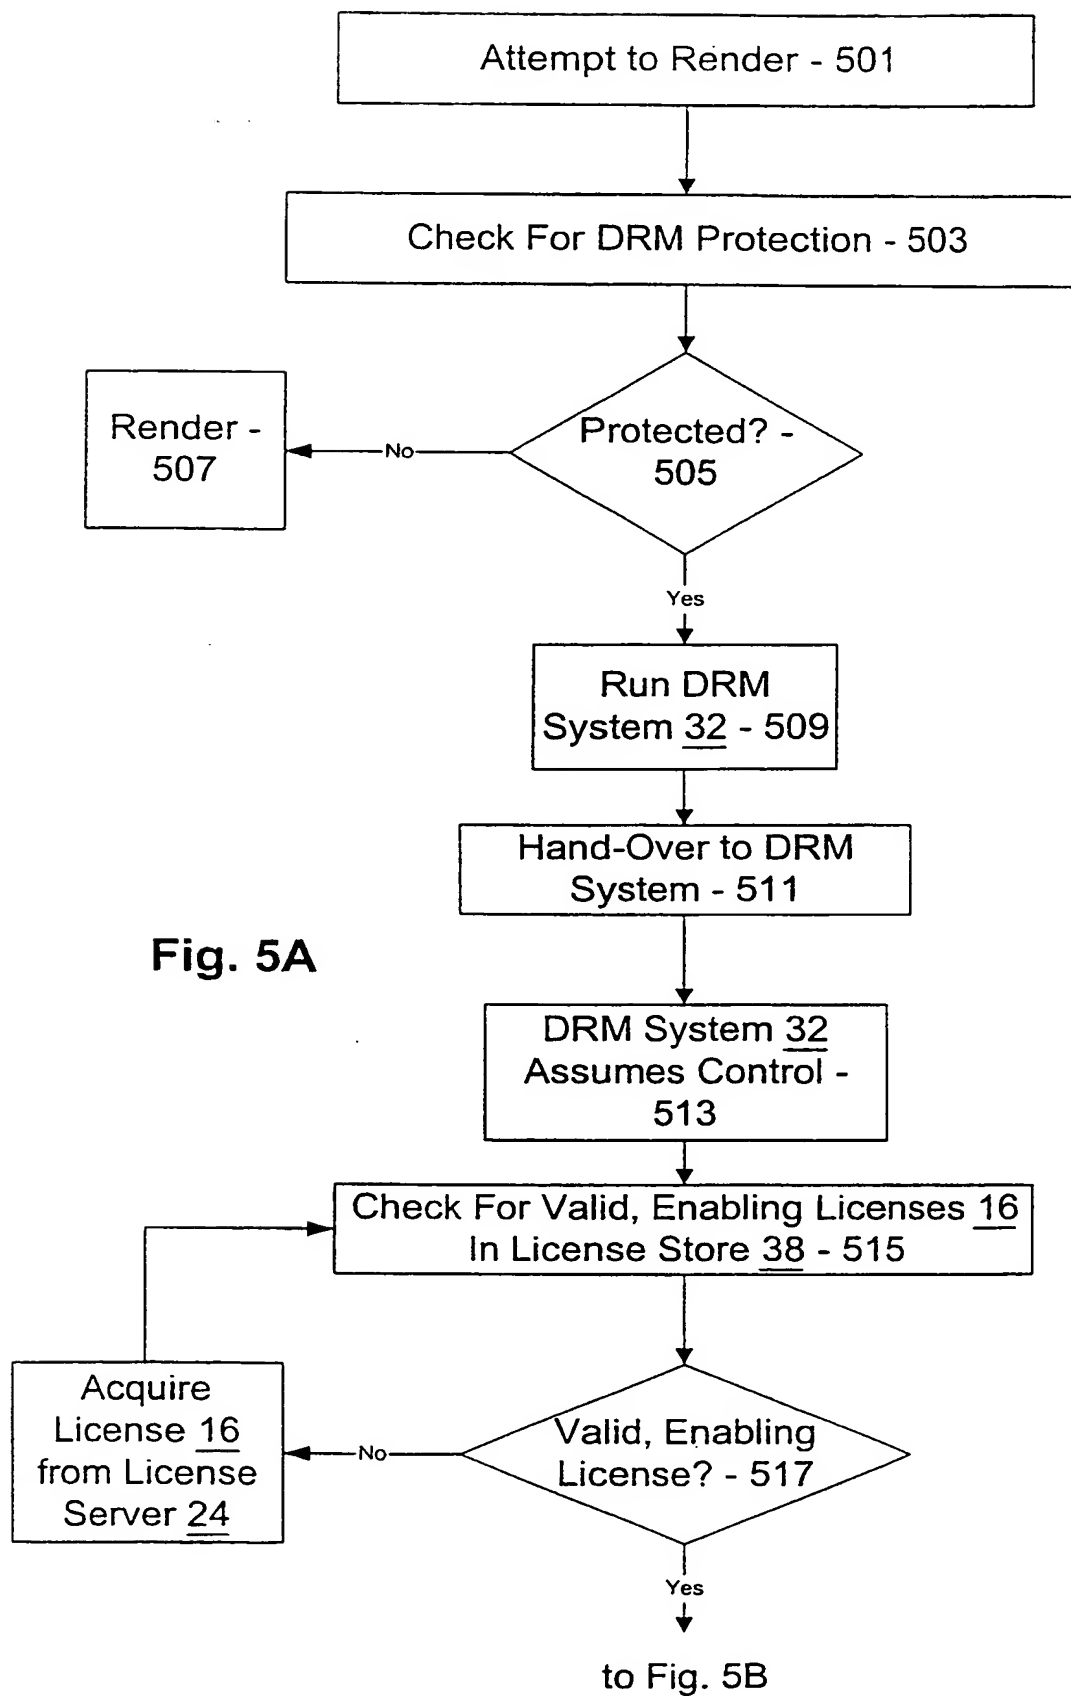 Attempt to Render - 501
Check For DRM Protection - 503
Protected? -
505
No
Render -
507
Yes
Run DRM
System 32 - 509
Hand-Over to DRM
System - 511
Fig. 5A
DRM System 32
Assumes Control -
513
Check For Valid, Enabling Licenses 16
In License Store 38 - 515
Valid, Enabling
License? - 517
No
Acquire
License 16
from License
Server 24
Yes
to Fig. 5B